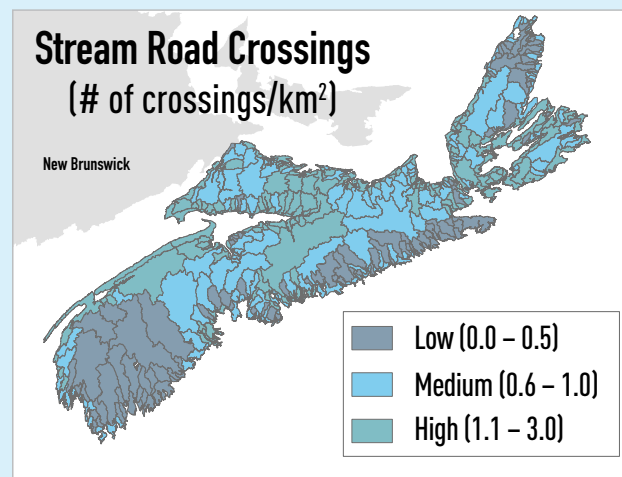 Stream Road Crossings
(# of crossings/km²)
New Brunswick
Low (0.0 – 0.5)
Medium (0.6 – 1.0)
High (1.1 – 3.0)